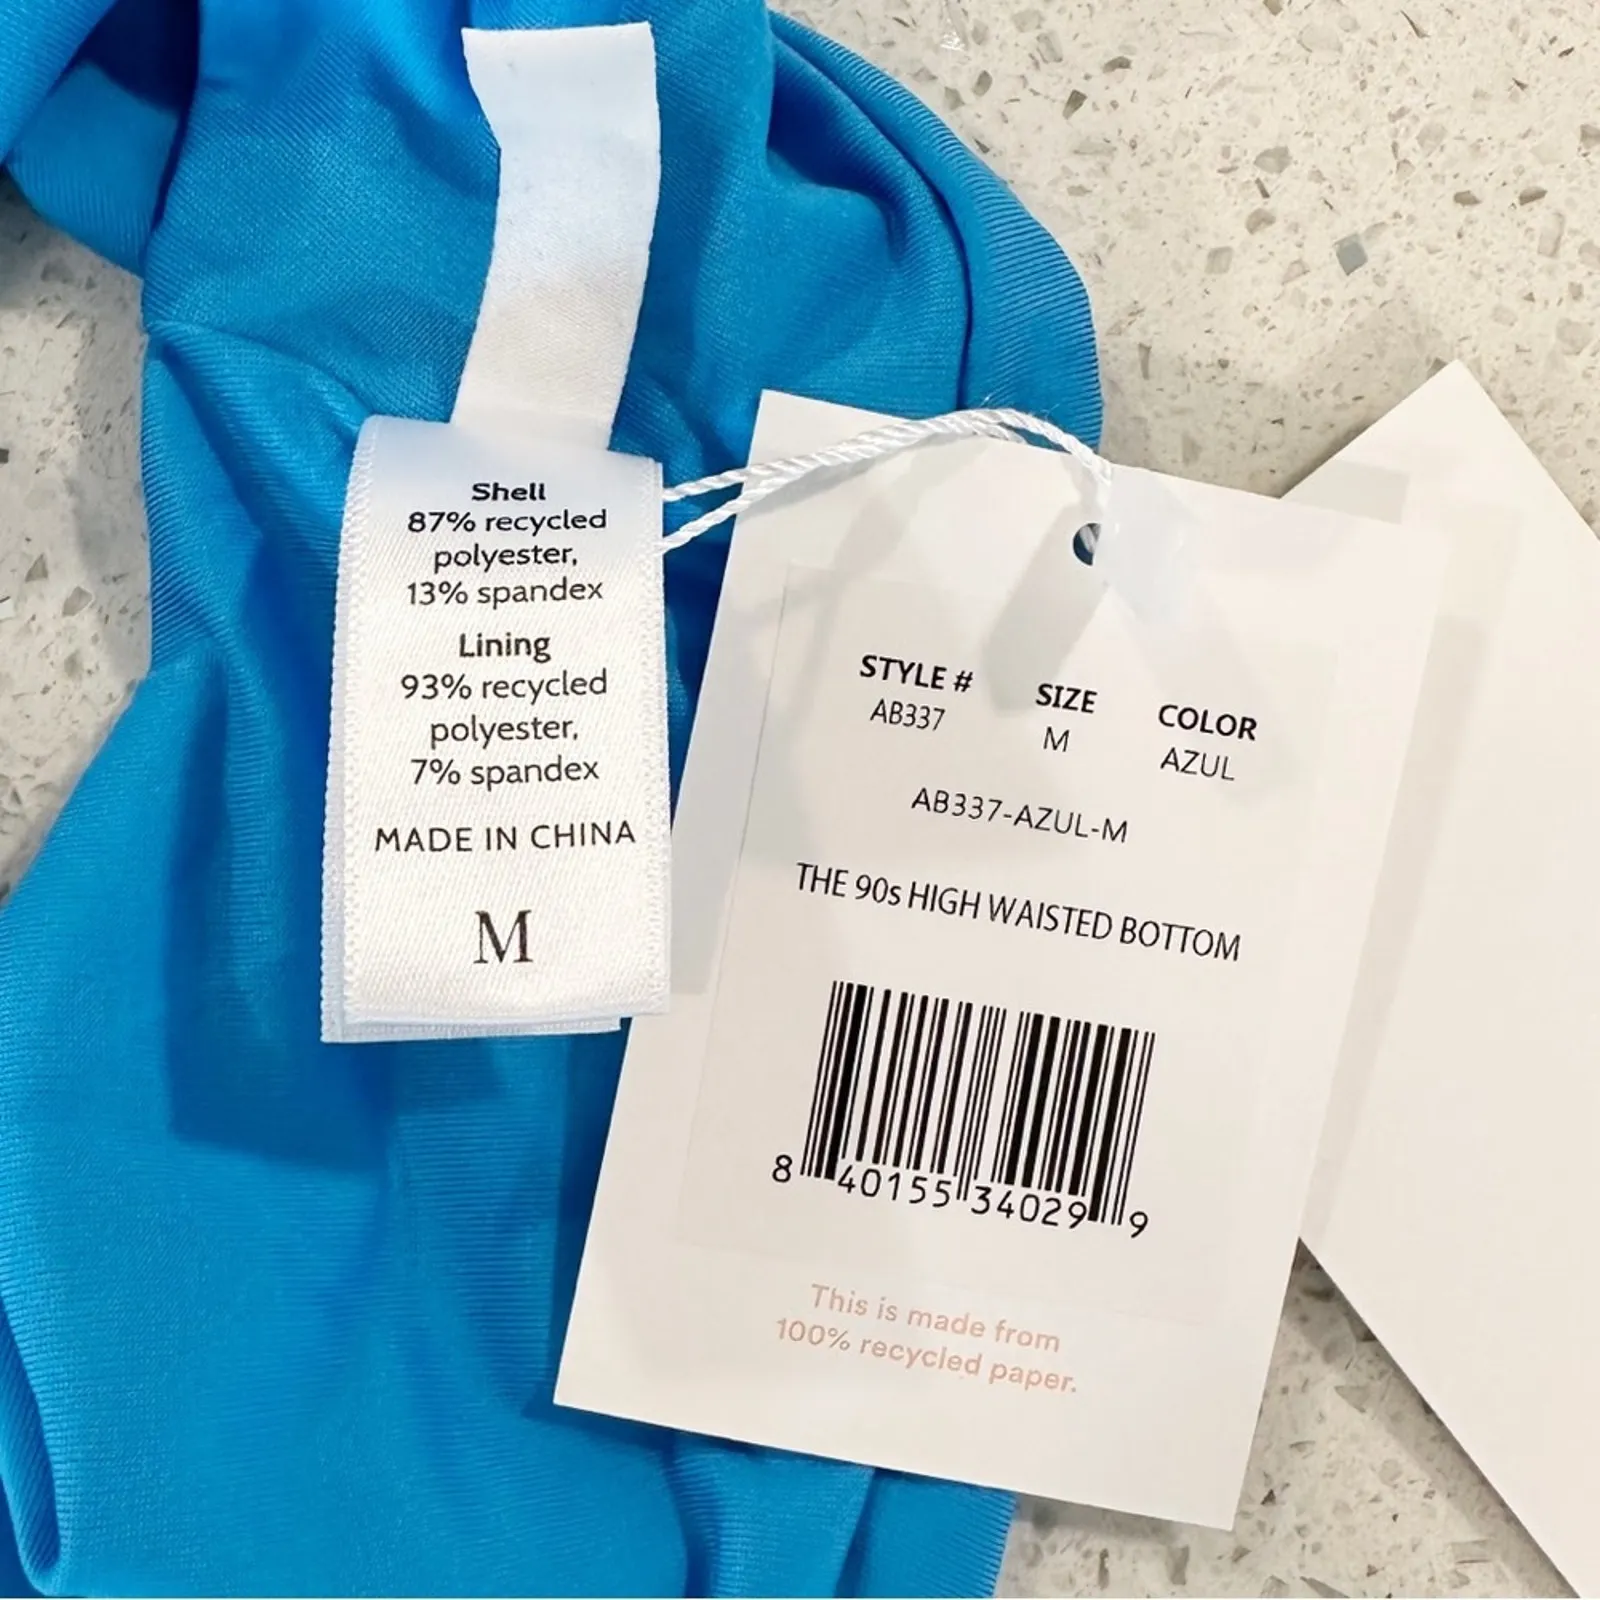 Shell
87% recycled
polyester,
13% spandex
Lining
93% recycled
polyester,
7% spandex
MADE IN CHINA
M
STYLE # SIZE COLOR
AB337 M AZUL
AB337-AZUL-M
THE 90s HIGH WAISTED BOTTOM
8 40155 34029 9
This is made from
100% recycled paper.